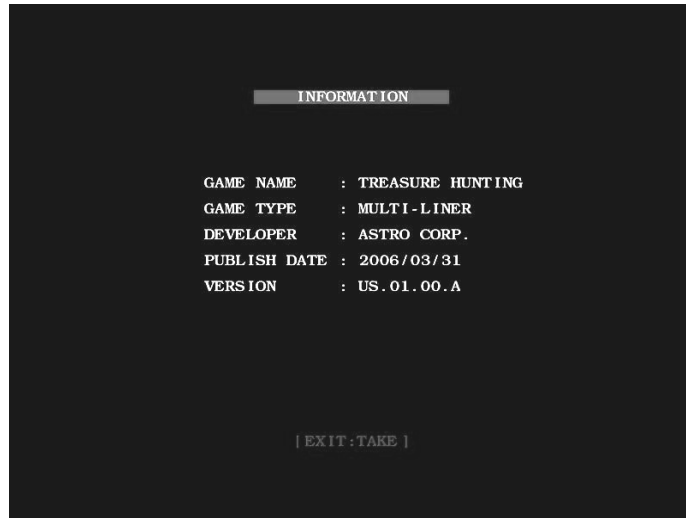 INFORMATION
GAME NAME : TREASURE HUNTING
GAME TYPE : MULTI-LINER
DEVELOPER : ASTRO CORP.
PUBLISH DATE : 2006/03/31
VERSION : US.01.00.A
[EXIT:TAKE]